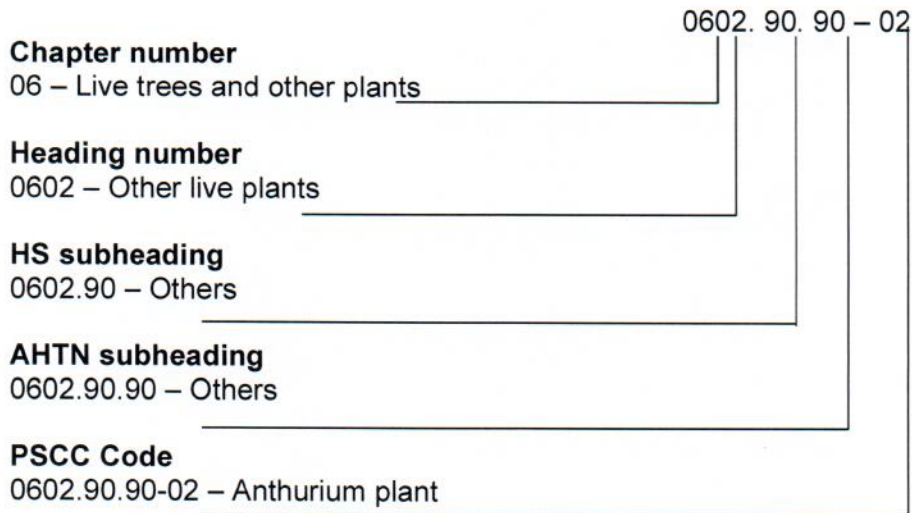 0602. 90. 90 – 02
Chapter number
06 – Live trees and other plants
Heading number
0602 – Other live plants
HS subheading
0602.90 – Others
AHTN subheading
0602.90.90 – Others
PSCC Code
0602.90.90-02 – Anthurium plant